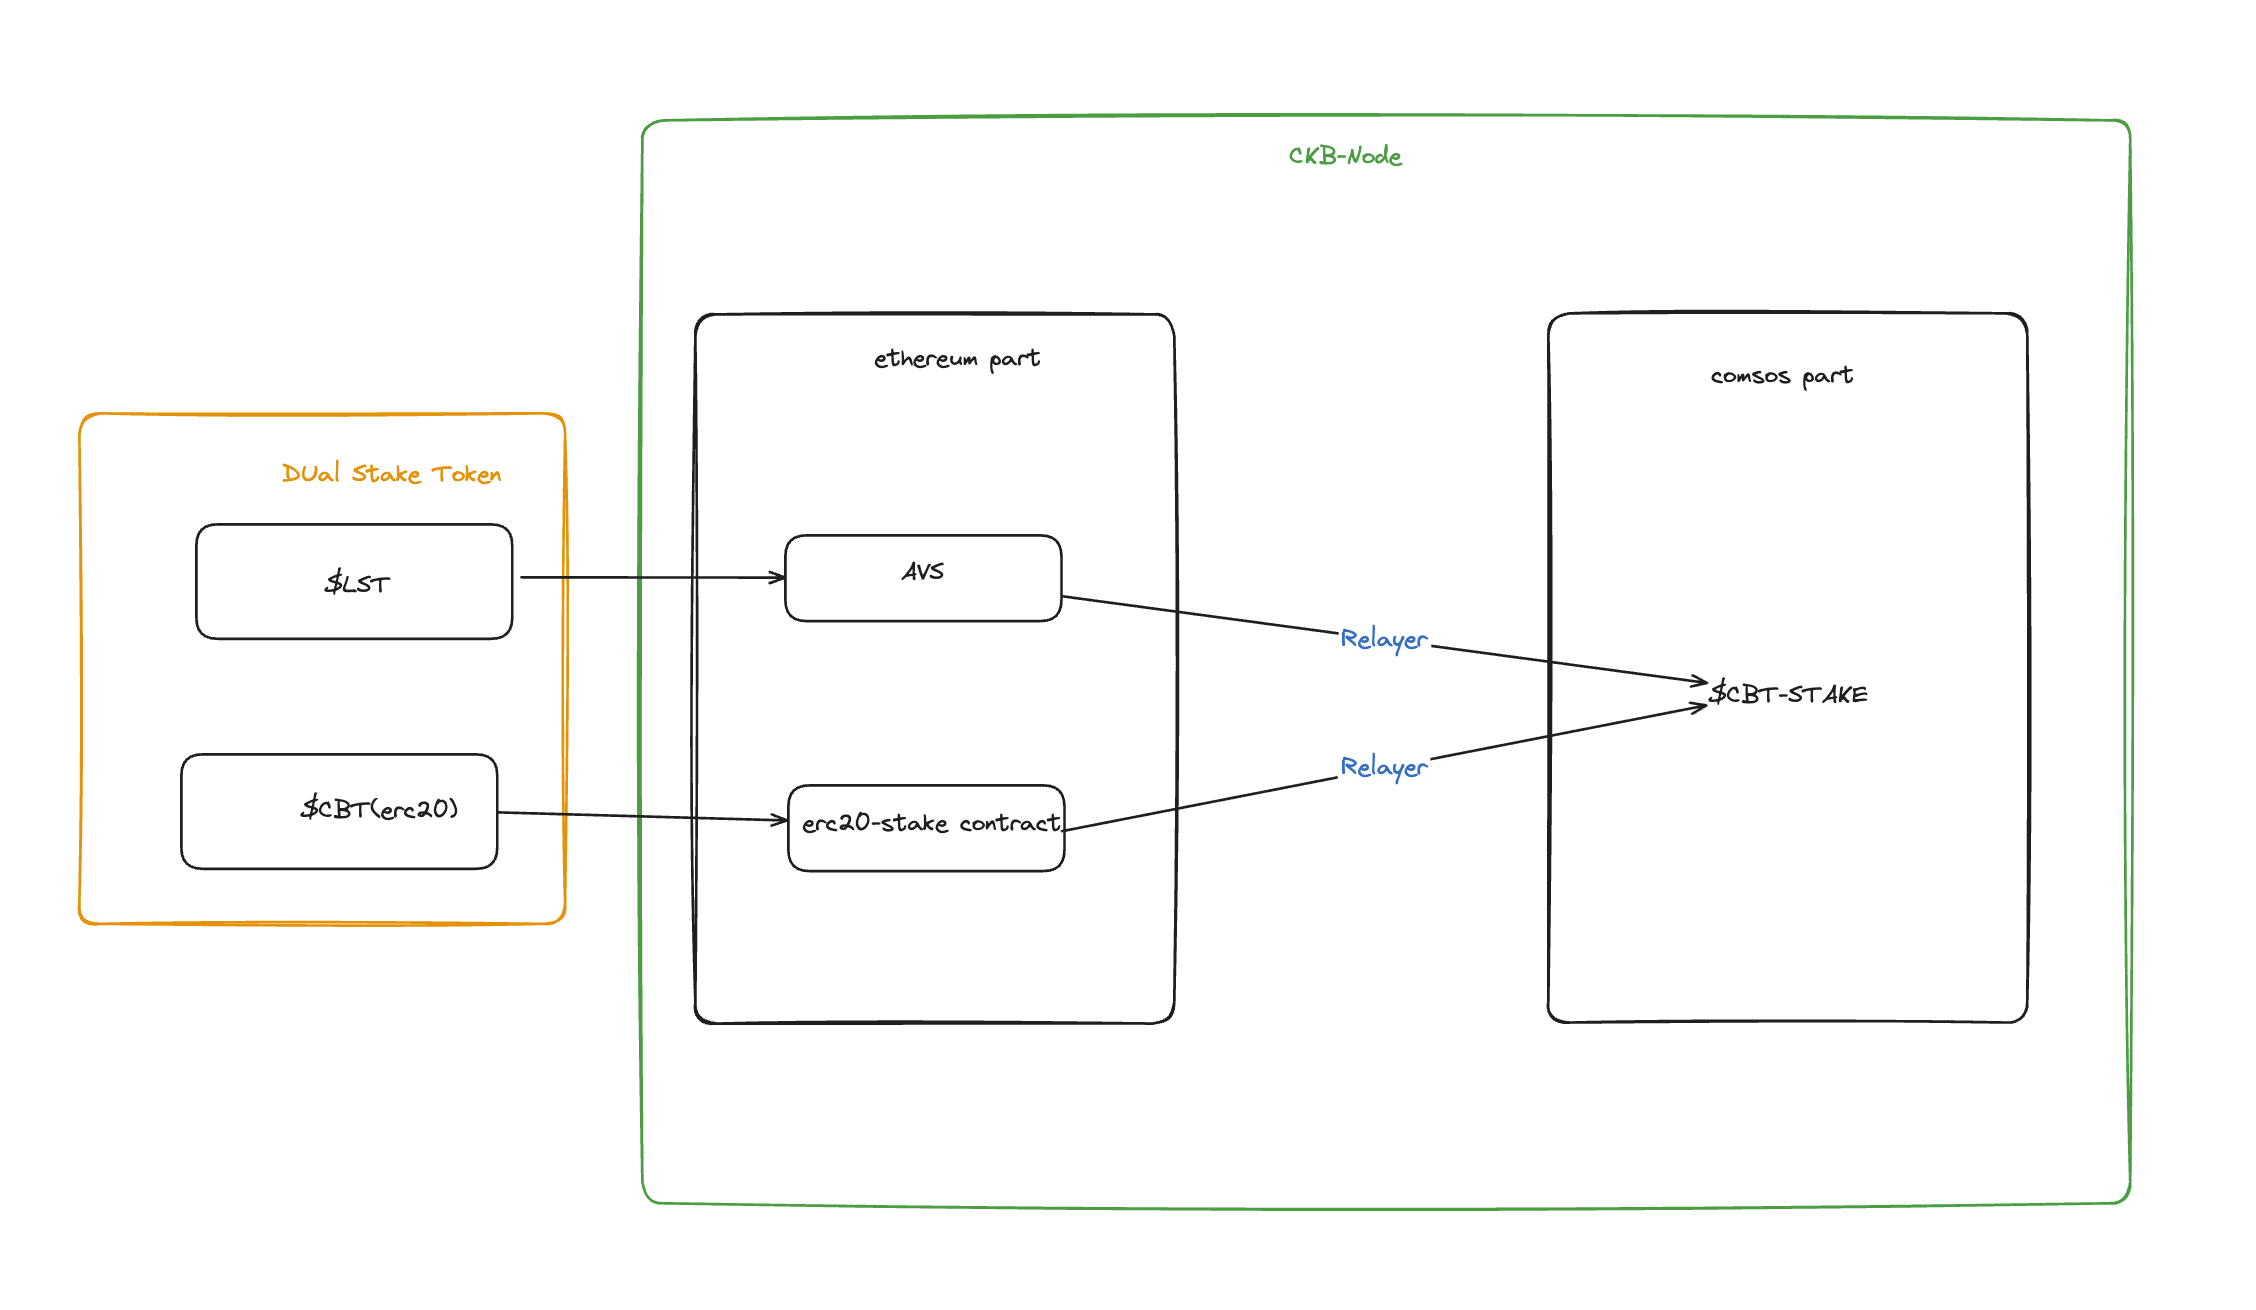 CKB-Node
ethereum part
comsos part
DUal Stake Token
$LST
AVS
Relayer
$CBT-STAKE
Relayer
$CBT(erc20)
erc20-stake contract